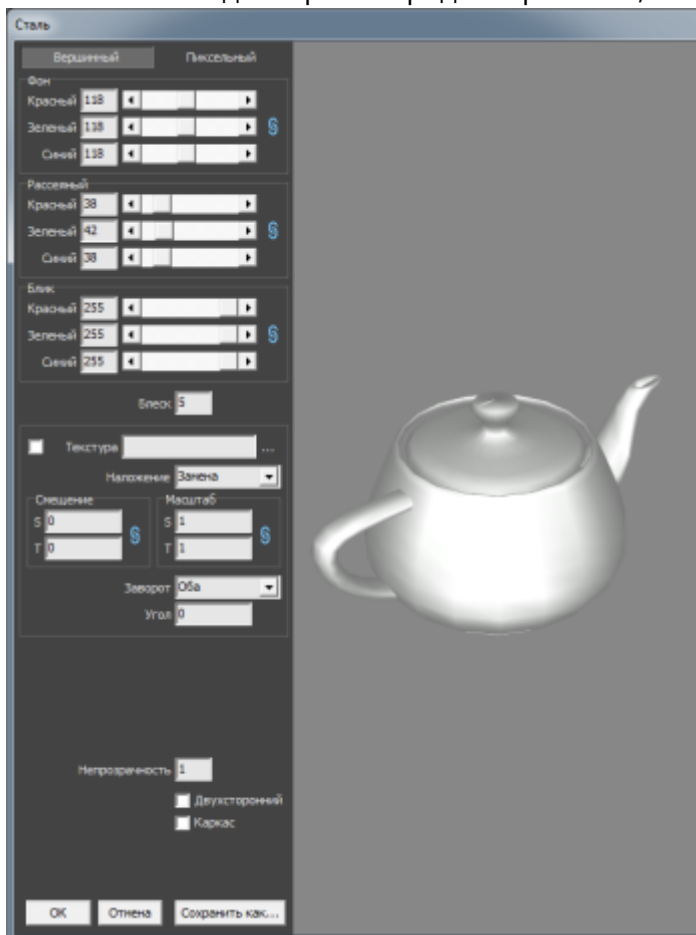 Сталь
Вершинный Пиксельный
Фон
Красный 118
Зеленый 118
Синий 118
Рассеяный
Красный 38
Зеленый 42
Синий 38
Блик
Красный 255
Зеленый 255
Синий 255
Блеск 5
Текстура ...
Наложение Замена
Смещение Масштаб
S 0 S 1
T 0 T 1
Заворот Оба
Угол 0
Непрозрачность 1
Двухсторонний
Каркас
ОК Отмена Сохранить как...